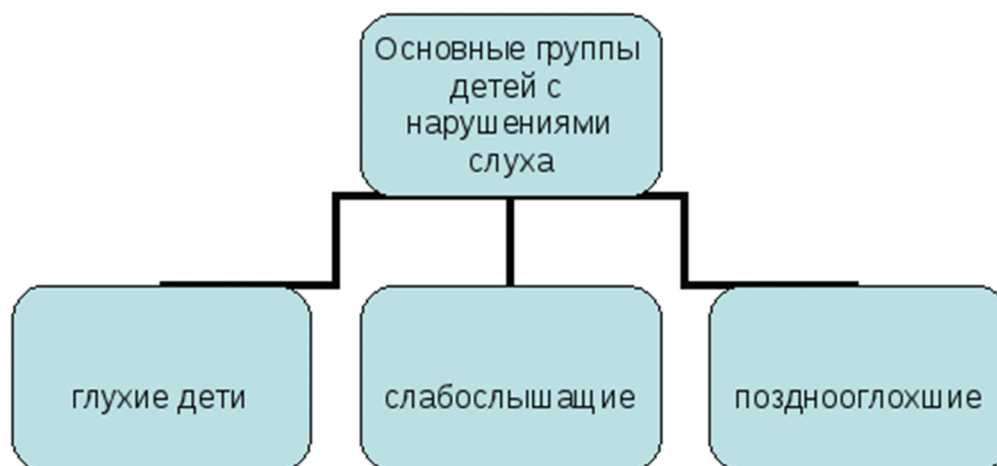 Основные группы
детей с
нарушениями
слуха
глухие дети
слабослышащие
позднооглохшие